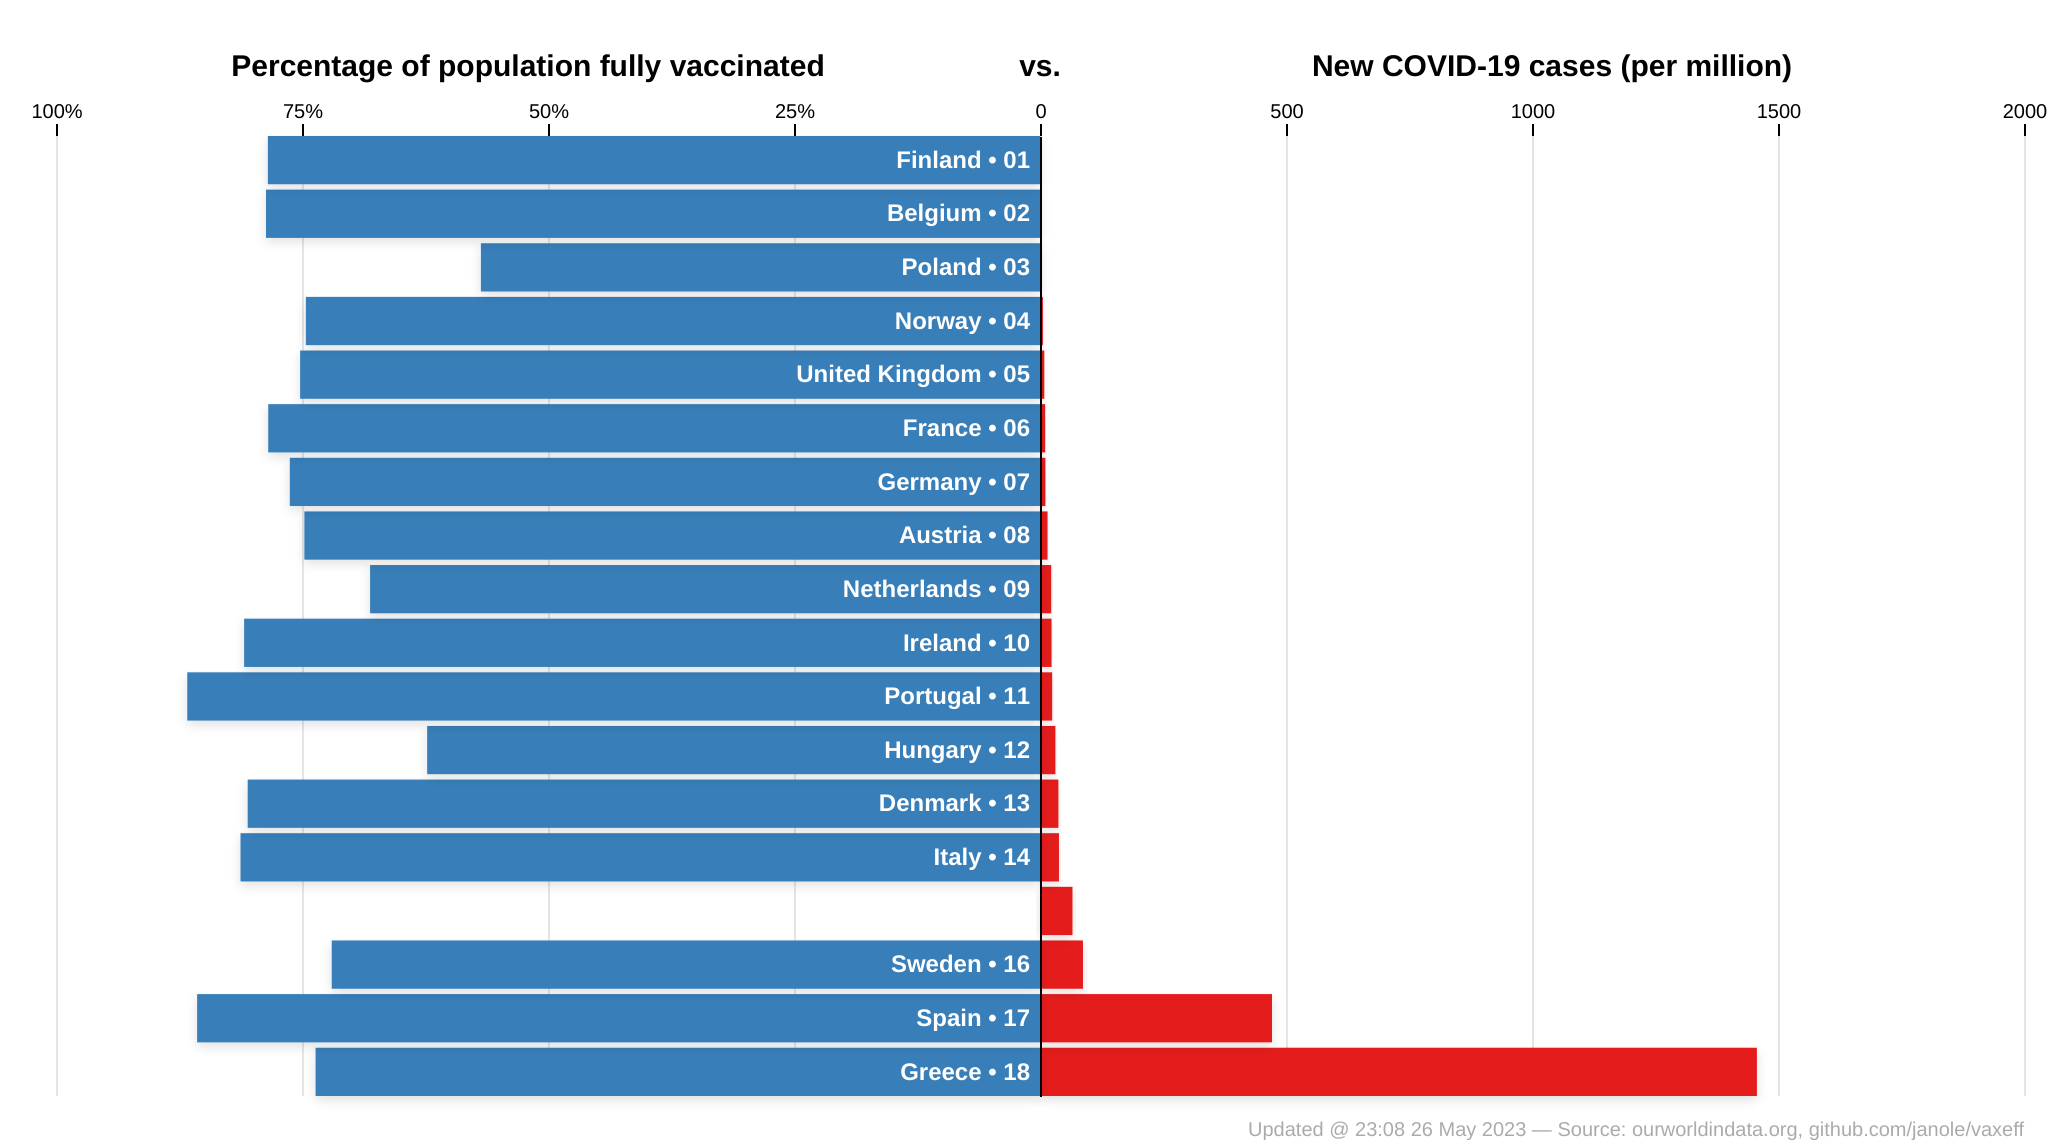 Percentage of population fully vaccinated vs. New COVID-19 cases (per million)
100% 75% 50% 25% 0 500 1000 1500 2000
Finland • 01
Belgium • 02
Poland • 03
Norway • 04
United Kingdom • 05
France • 06
Germany • 07
Austria • 08
Netherlands • 09
Ireland • 10
Portugal • 11
Hungary • 12
Denmark • 13
Italy • 14
Sweden • 16
Spain • 17
Greece • 18
Updated @ 23:08 26 May 2023 — Source: ourworldindata.org, github.com/janole/vaxeff